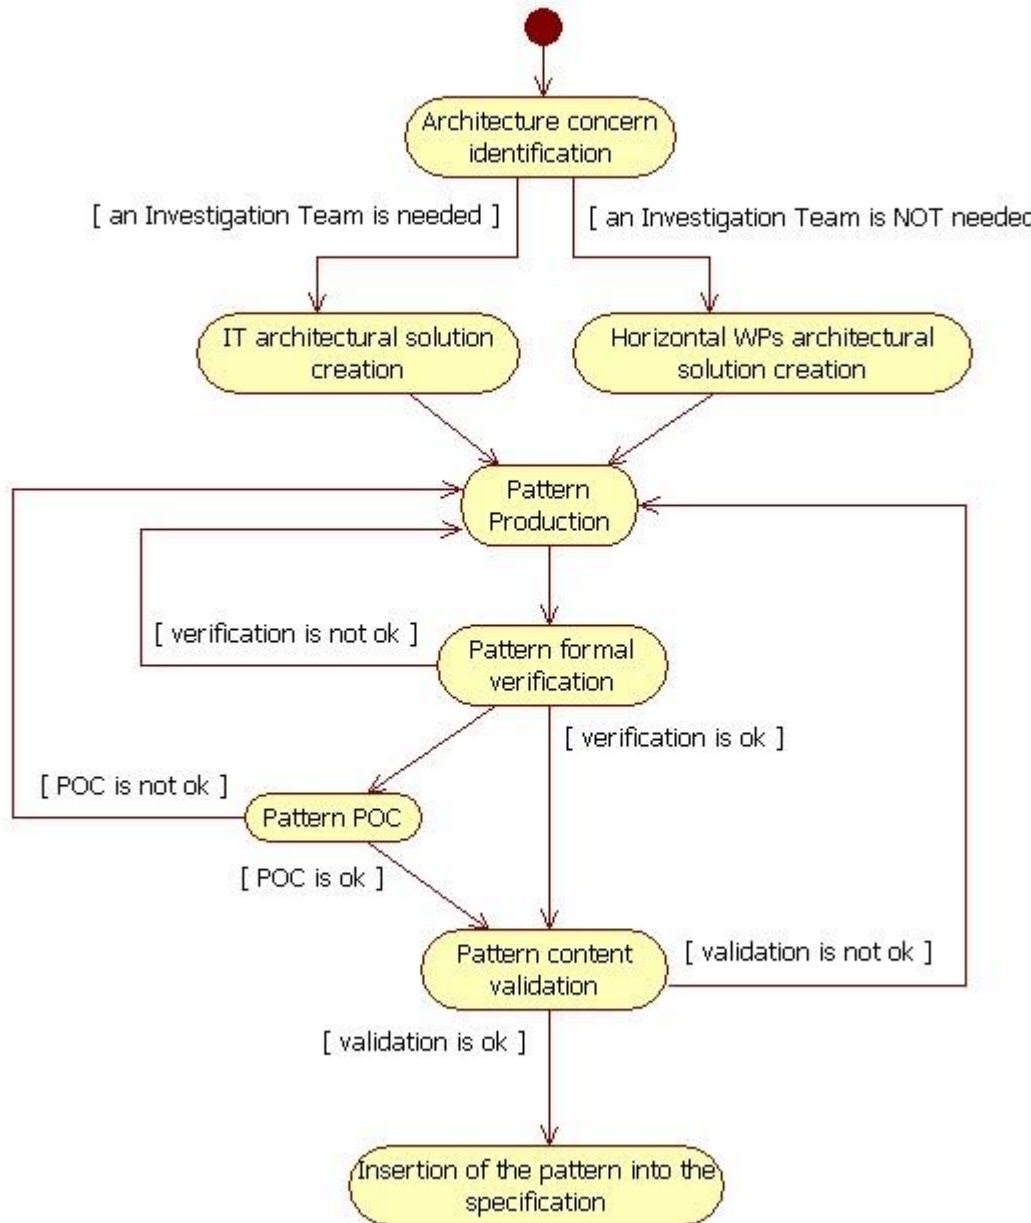 Architecture concern
identification
[ an Investigation Team is needed ]
[ an Investigation Team is NOT needed
IT architectural solution
creation
Horizontal WPs architectural
solution creation
Pattern
Production
[ verification is not ok ]
Pattern formal
verification
[ verification is ok ]
[ POC is not ok ]
Pattern POC
[ POC is ok ]
Pattern content
validation
[ validation is not ok ]
[ validation is ok ]
Insertion of the pattern into the
specification